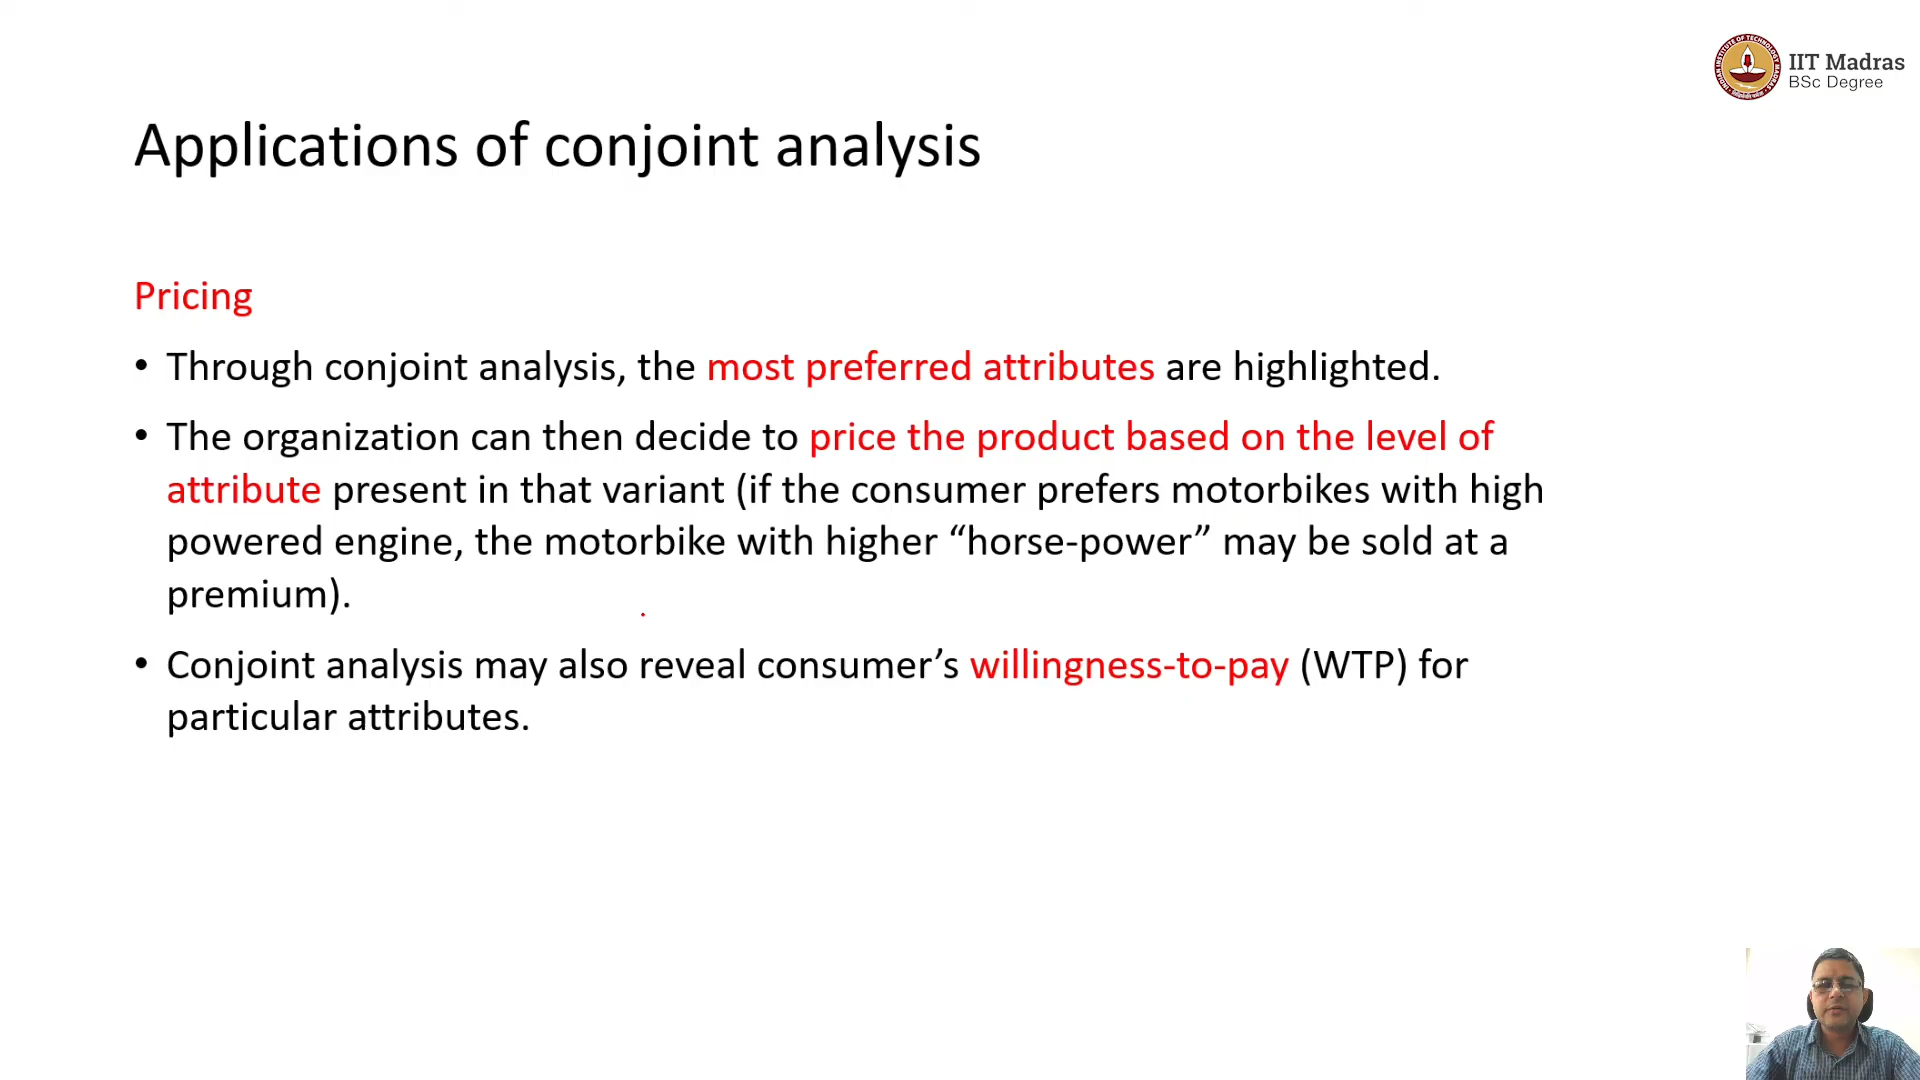 IIT Madras
BSc Degree
Applications of conjoint analysis
Pricing
• Through conjoint analysis, the most preferred attributes are highlighted.
• The organization can then decide to price the product based on the level of
attribute present in that variant (if the consumer prefers motorbikes with high
powered engine, the motorbike with higher “horse-power” may be sold at a
premium).
• Conjoint analysis may also reveal consumer’s willingness-to-pay (WTP) for
particular attributes.